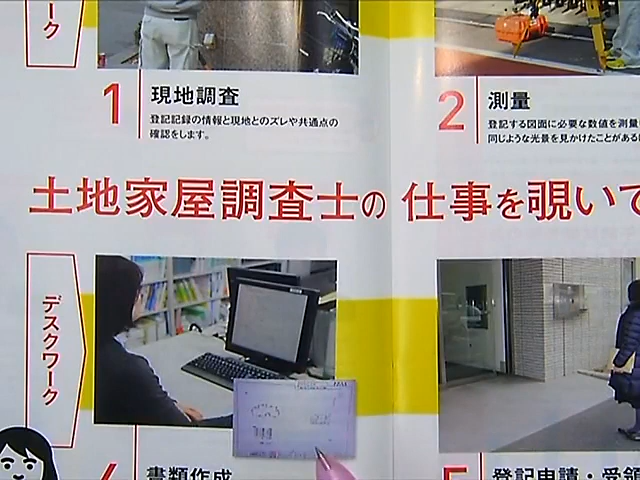 ーク
1 現地調査
登記記録の情報と現地とのズレや共通点の
確認をします。
2 測量
登記する図面に必要な数値を測量
同じような光景を見かけたことがある
土地家屋調査士の 仕事を覗いて
デスクワーク
4 書類作成
5 登記申請・受領